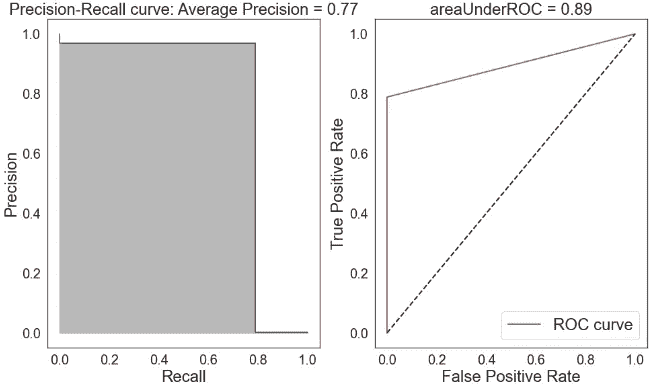 Precision-Recall curve: Average Precision = 0.77
1.0
0.8
0.6
0.4
0.2
0.0
Precision
0.0 0.2 0.4 0.6 0.8 1.0
Recall
areaUnderROC = 0.89
1.0
0.8
0.6
0.4
0.2
0.0
True Positive Rate
ROC curve
0.0 0.2 0.4 0.6 0.8 1.0
False Positive Rate